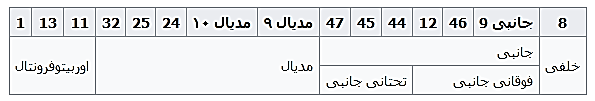 8 جانبی 9 46 12 44 45 47 مدیال ۹ مدیال ۱۰ 24 25 32 11 13 1
خلفی جانبی مدیال اوربیتوفرونتال
فوقانی جانبی تحتانی جانبی